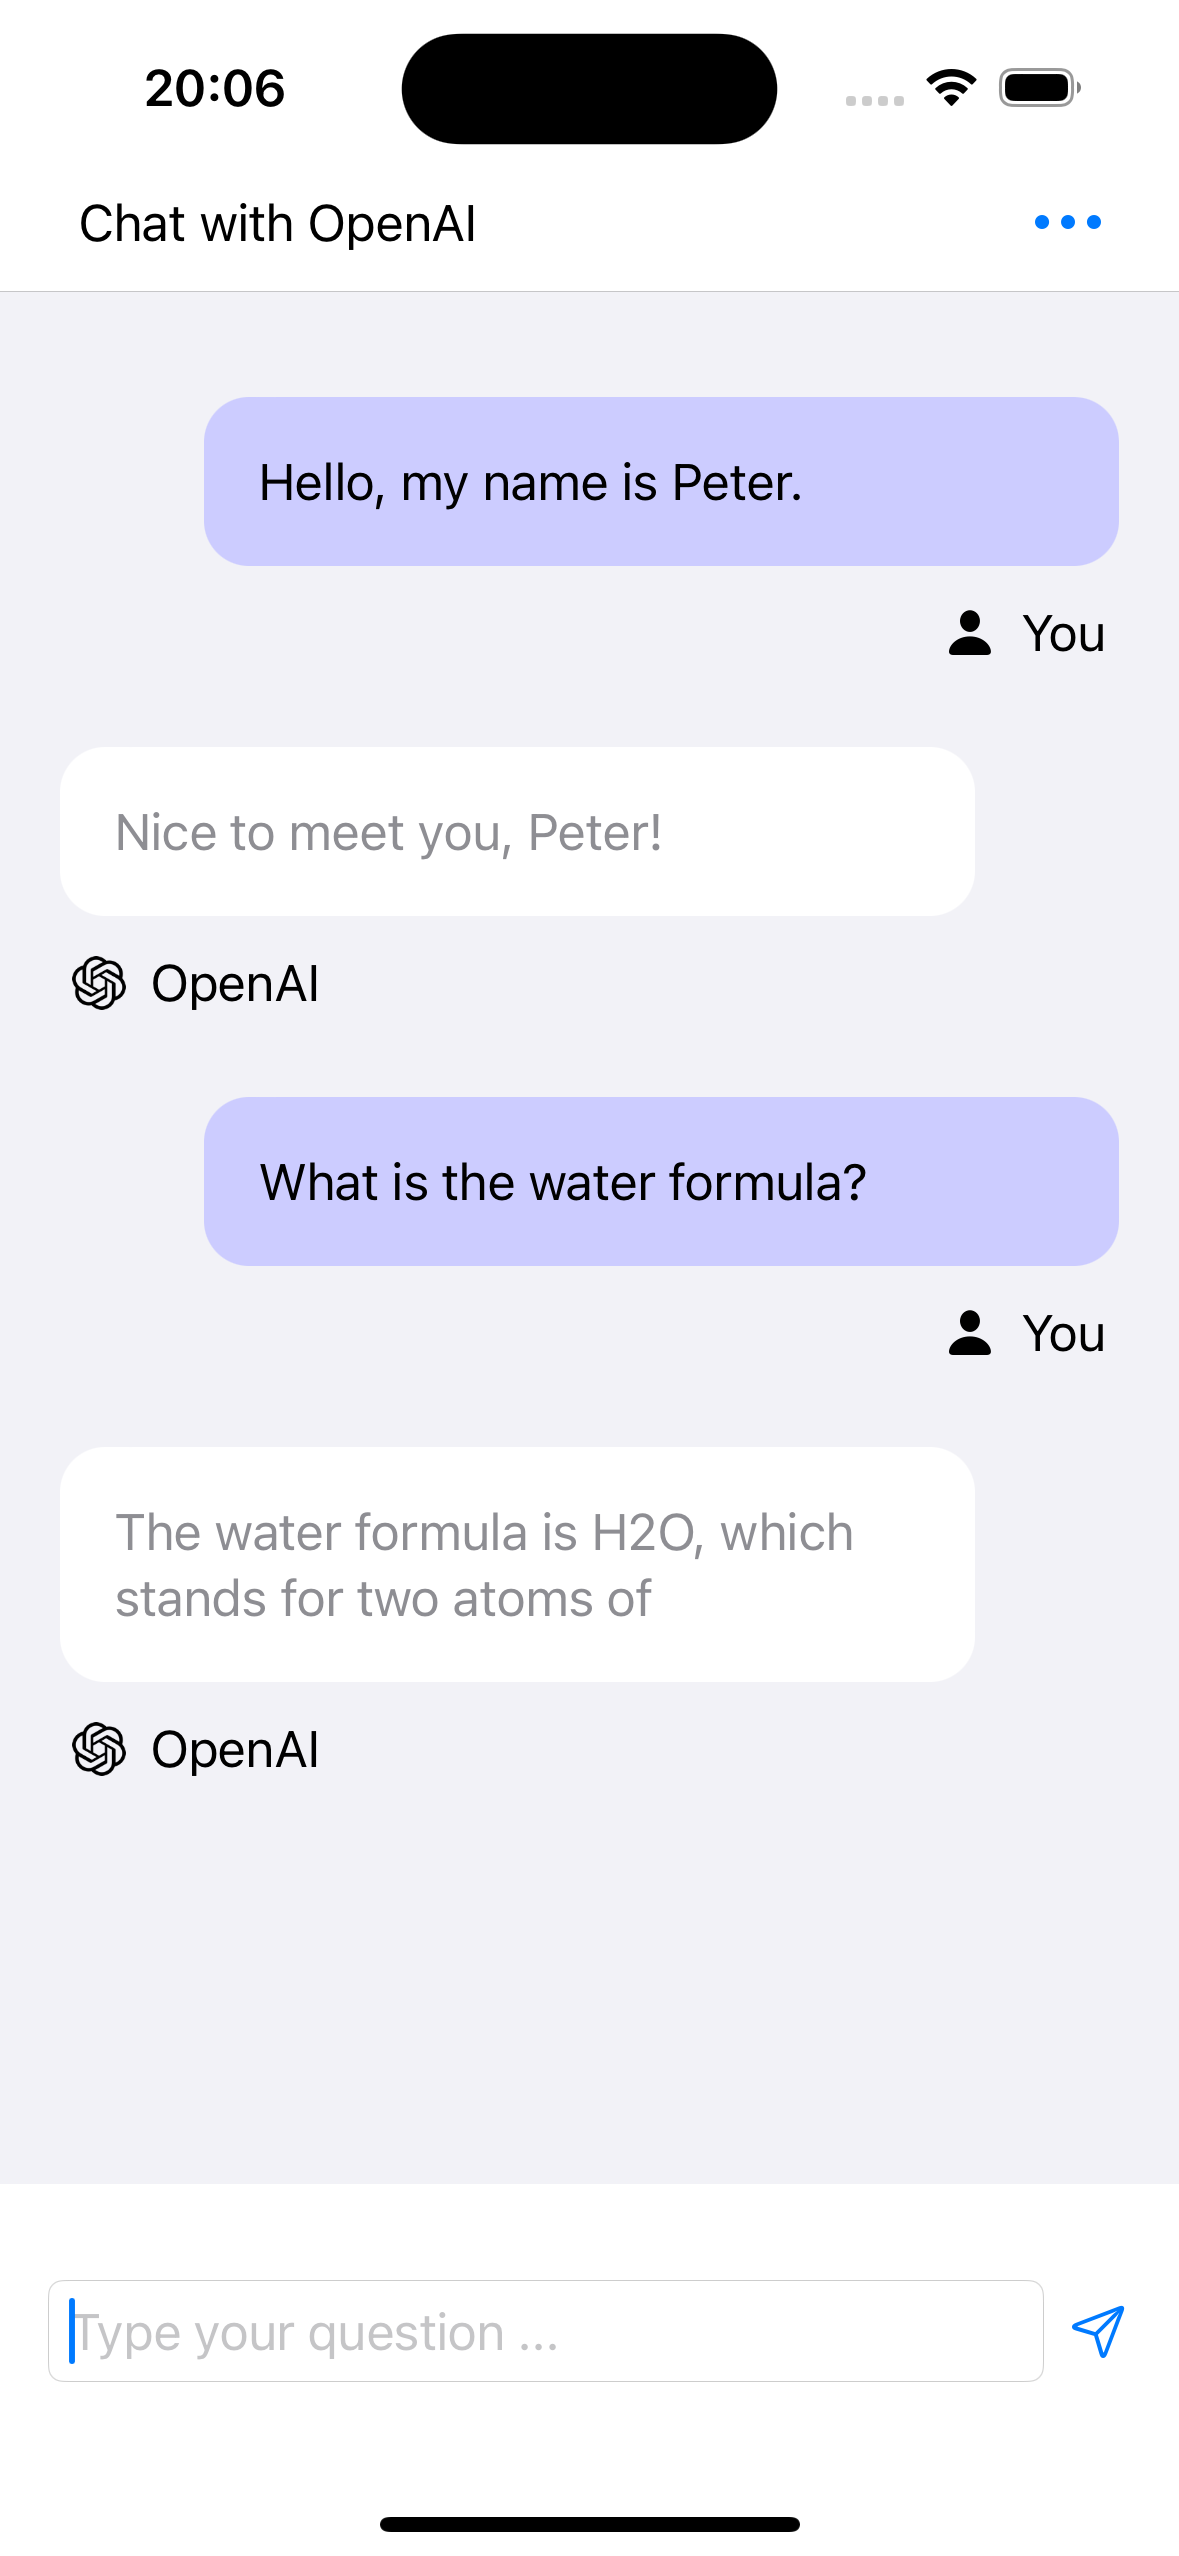 20:06
Chat with OpenAI
Hello, my name is Peter.
You
Nice to meet you, Peter!
OpenAI
What is the water formula?
You
The water formula is H2O, which
stands for two atoms of
OpenAI
Type your question ...